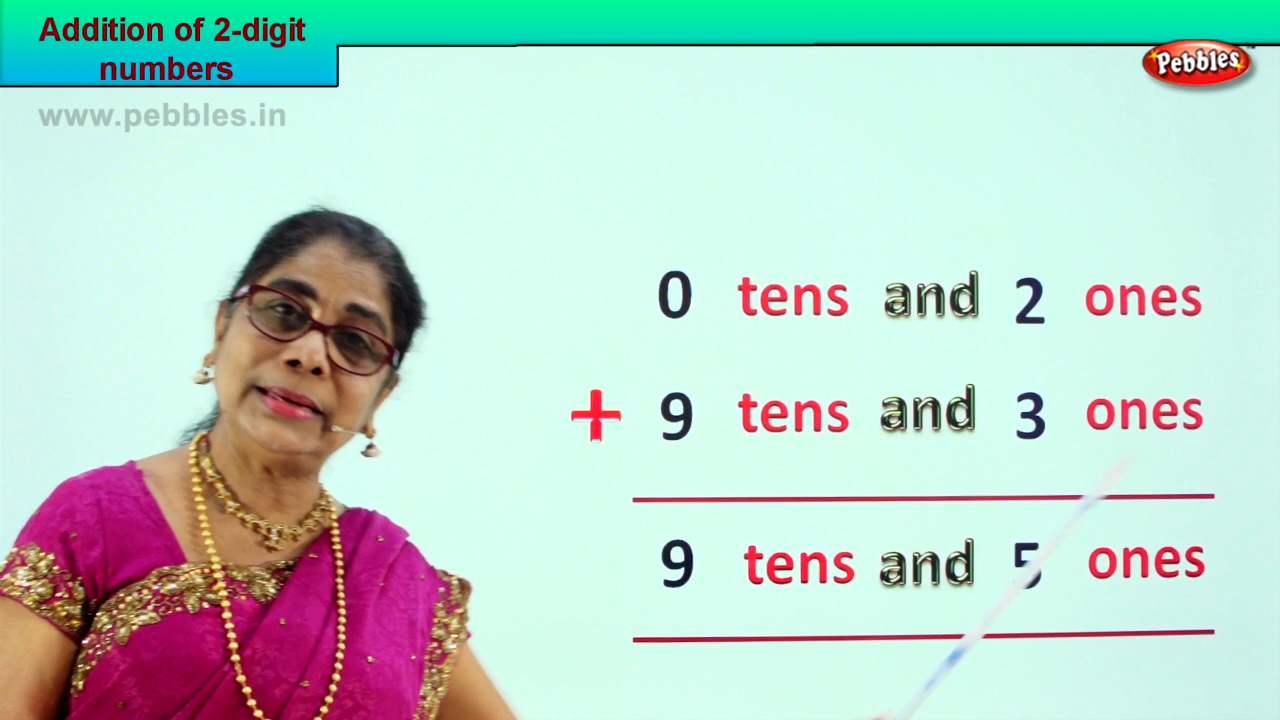 Addition of 2-digit
numbers
Pebbles
www.pebbles.in
0 tens and 2 ones
+ 9 tens and 3 ones
9 tens and 5 ones